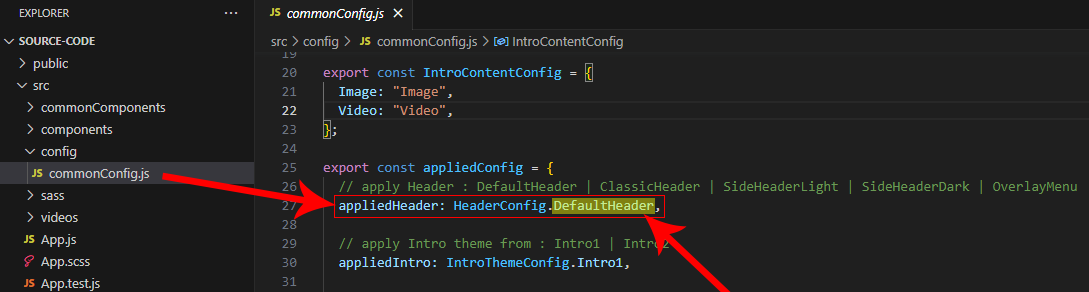 EXPLORER
SOURCE-CODE
public
src
commonComponents
components
config
JS commonConfig.js
sass
videos
JS App.js
App.scss
JS App.test.js
JS commonConfig.js
src > config > JS commonConfig.js > IntroContentConfig
19
20 export const IntroContentConfig = {
21 Image: "Image",
22 Video: "Video",
23 };
24
25 export const appliedConfig = {
26 // apply Header : DefaultHeader | ClassicHeader | SideHeaderLight | SideHeaderDark | OverlayMenu
27 appliedHeader: HeaderConfig.DefaultHeader,
28
29 // apply Intro theme from : Intro1 | Intro2
30 appliedIntro: IntroThemeConfig.Intro1,
31